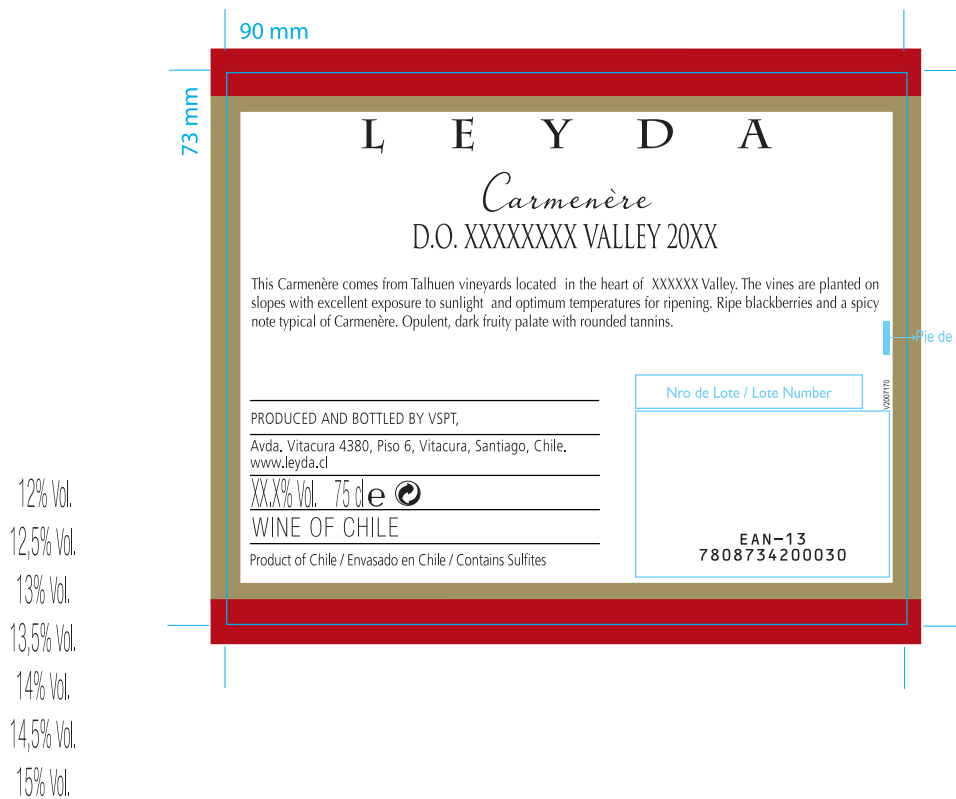 90 mm
73 mm
L E Y D A
Carmenère
D.O. XXXXXXXX VALLEY 20XX
This Carmenère comes from Talhuen vineyards located in the heart of XXXXXX Valley. The vines are planted on
slopes with excellent exposure to sunlight and optimum temperatures for ripening. Ripe blackberries and a spicy
note typical of Carmenère. Opulent, dark fruity palate with rounded tannins.
Pie de
Nro de Lote / Lote Number
V2007170
PRODUCED AND BOTTLED BY VSPT,
Avda. Vitacura 4380, Piso 6, Vitacura, Santiago, Chile.
www.leyda.cl
XX.X% Vol. 75 cl e
WINE OF CHILE
Product of Chile / Envasado en Chile / Contains Sulfites
EAN-13
7808734200030
12% Vol.
12,5% Vol.
13% Vol.
13,5% Vol.
14% Vol.
14,5% Vol.
15% Vol.